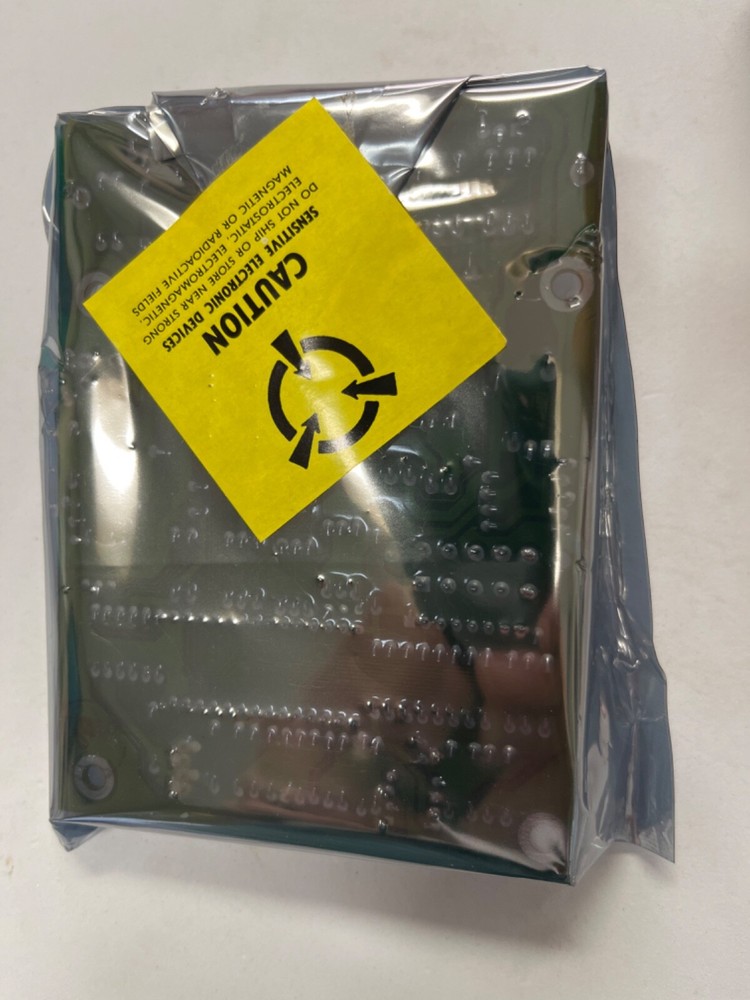 CAUTION
SENSITIVE ELECTRONIC DEVICES
DO NOT SHIP OR STORE NEAR STRONG
ELECTROSTATIC, ELECTROMAGNETIC,
MAGNETIC OR RADIOACTIVE FIELDS